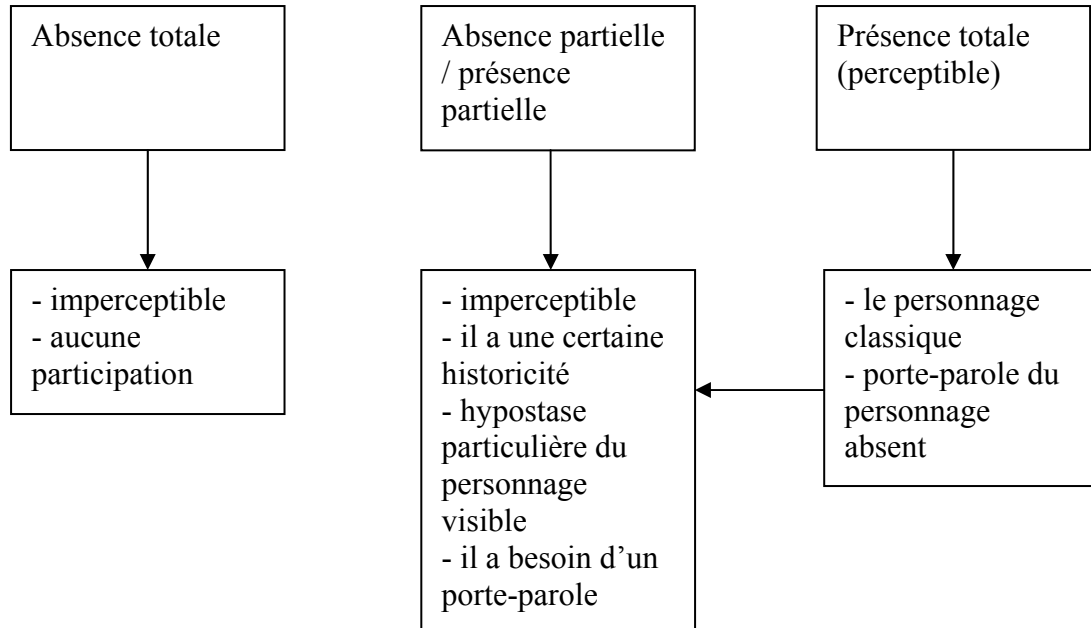 Absence totale
Absence partielle
/ présence
partielle
Présence totale
(perceptible)
- imperceptible
- aucune
participation
- imperceptible
- il a une certaine
historicité
- hypostase
particulière du
personnage
visible
- il a besoin d'un
porte-parole
- le personnage
classique
- porte-parole du
personnage
absent